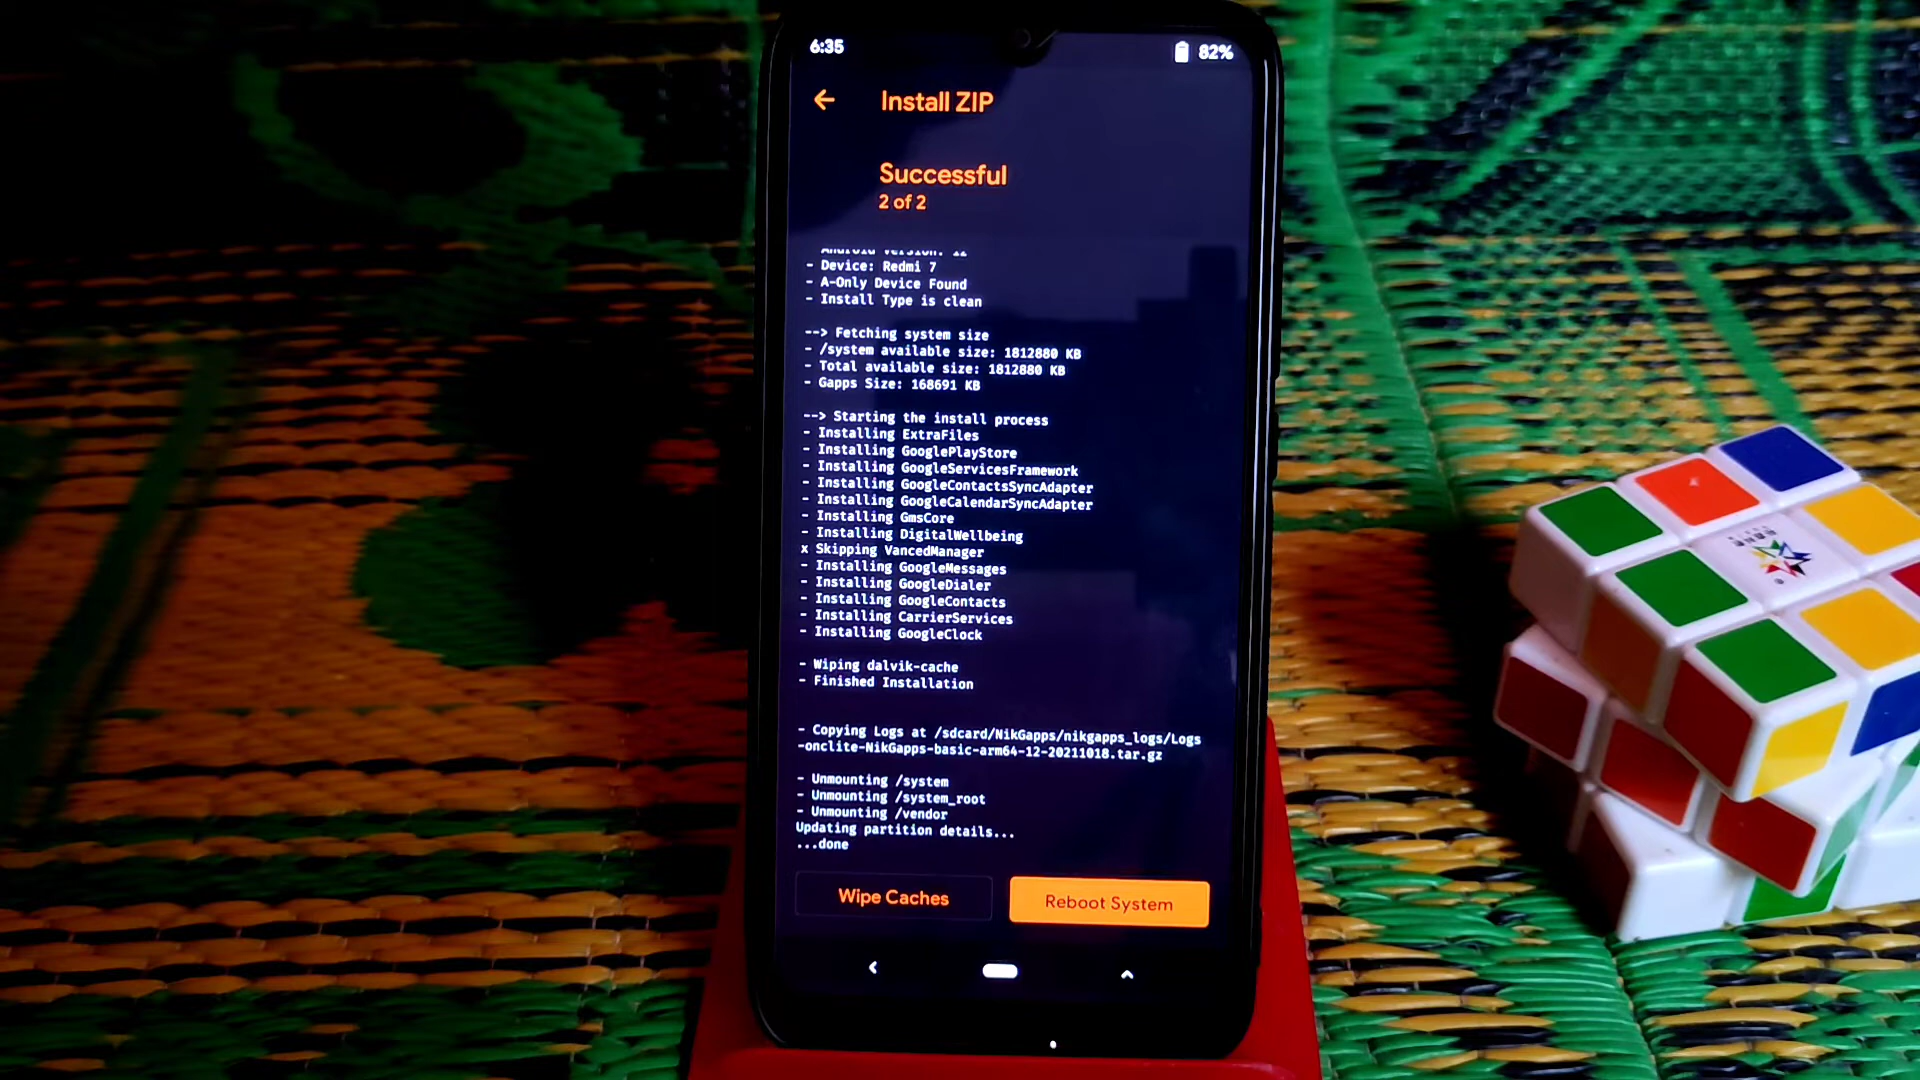 6:35
82%
Install ZIP
Successful
2 of 2
Android version: 12
- Device: Redmi 7
- A-Only Device Found
- Install Type is clean
--> Fetching system size
- /system available size: 1812880 KB
- Total available size: 1812880 KB
- Gapps Size: 168691 KB
--> Starting the install process
- Installing ExtraFiles
- Installing GooglePlayStore
- Installing GoogleServicesFramework
- Installing GoogleContactsSyncAdapter
- Installing GoogleCalendarSyncAdapter
- Installing GmsCore
- Installing DigitalWellbeing
x Skipping VancedManager
- Installing GoogleMessages
- Installing GoogleDialer
- Installing GoogleContacts
- Installing CarrierServices
- Installing GoogleClock
- Wiping dalvik-cache
- Finished Installation
- Copying Logs at /sdcard/NikGapps/nikgapps_logs/Logs
-onclite-NikGapps-basic-arm64-12-20211018.tar.gz
- Unmounting /system
- Unmounting /system_root
- Unmounting /vendor
Updating partition details...
...done
Wipe Caches
Reboot System